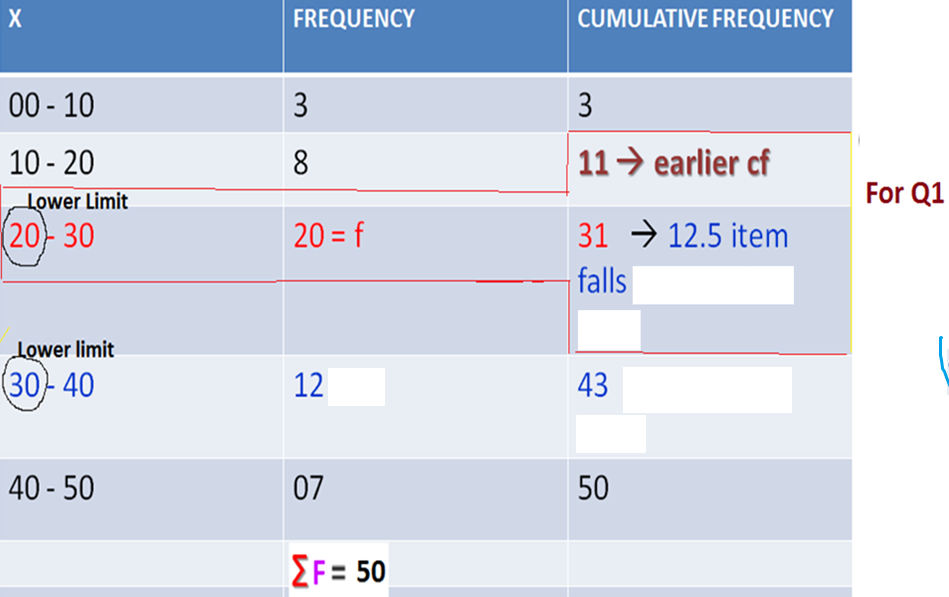 X FREQUENCY CUMULATIVE FREQUENCY
00 - 10 3 3
10 - 20 8 11 → earlier cf
For Q1
Lower Limit
20 - 30 20 = f 31 → 12.5 item
falls
Lower limit
30 - 40 12 43
40 - 50 07 50
∑F = 50